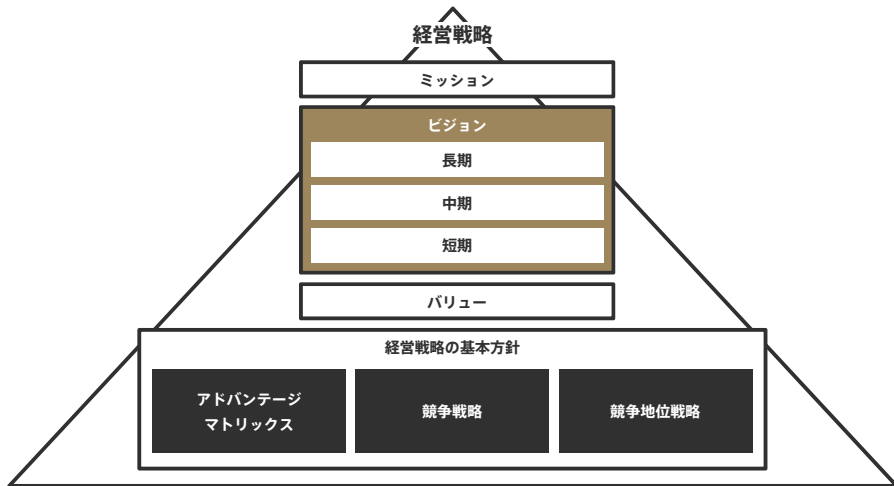 経営戦略
ミッション
ビジョン
長期
中期
短期
バリュー
経営戦略の基本方針
アドバンテージ
マトリックス
競争戦略
競争地位戦略